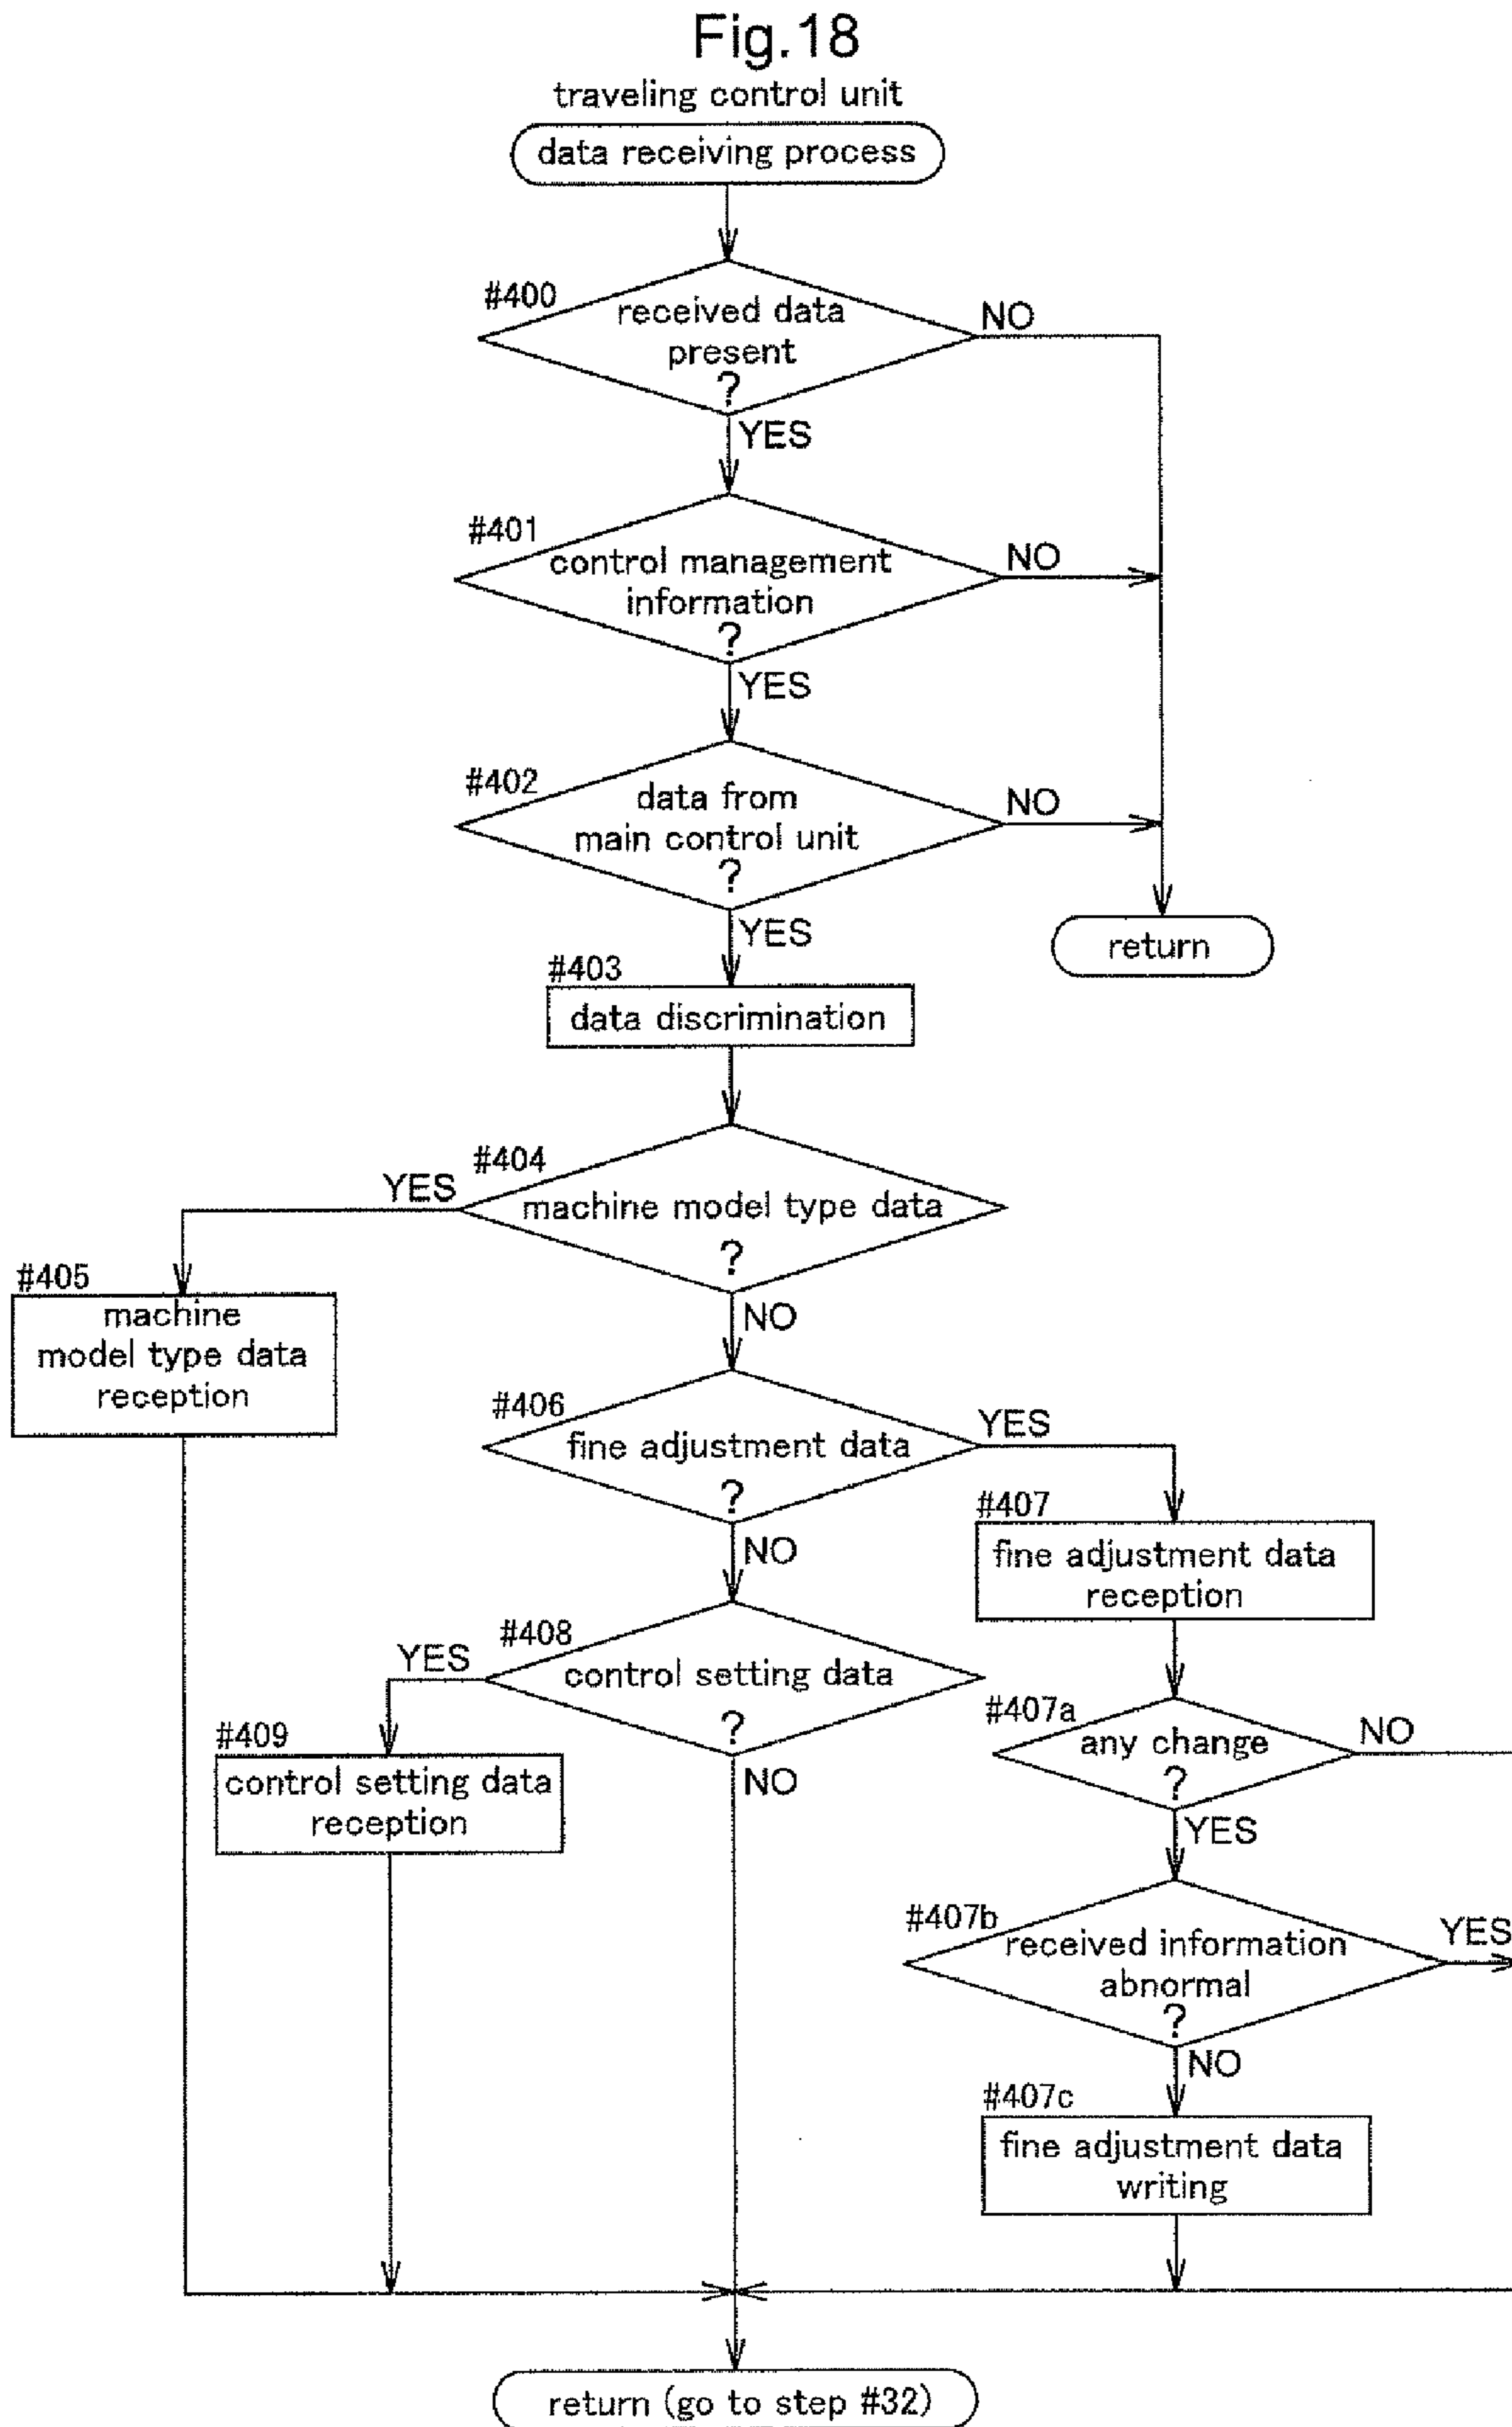 Fig.18
traveling control unit
data receiving process
#400
received data
present
?
NO
YES
#401
control management
information
?
NO
YES
#402
data from
main control unit
?
NO
YES
return
#403
data discrimination
#404
YES
machine model type data
?
#405
machine
model type data
reception
NO
#406
fine adjustment data
?
YES
#407
fine adjustment data
reception
NO
#408
YES
control setting data
?
#407a
any change
?
NO
#409
control setting data
reception
NO
YES
#407b
received information
abnormal
?
YES
NO
#407c
fine adjustment data
writing
return (go to step #32)